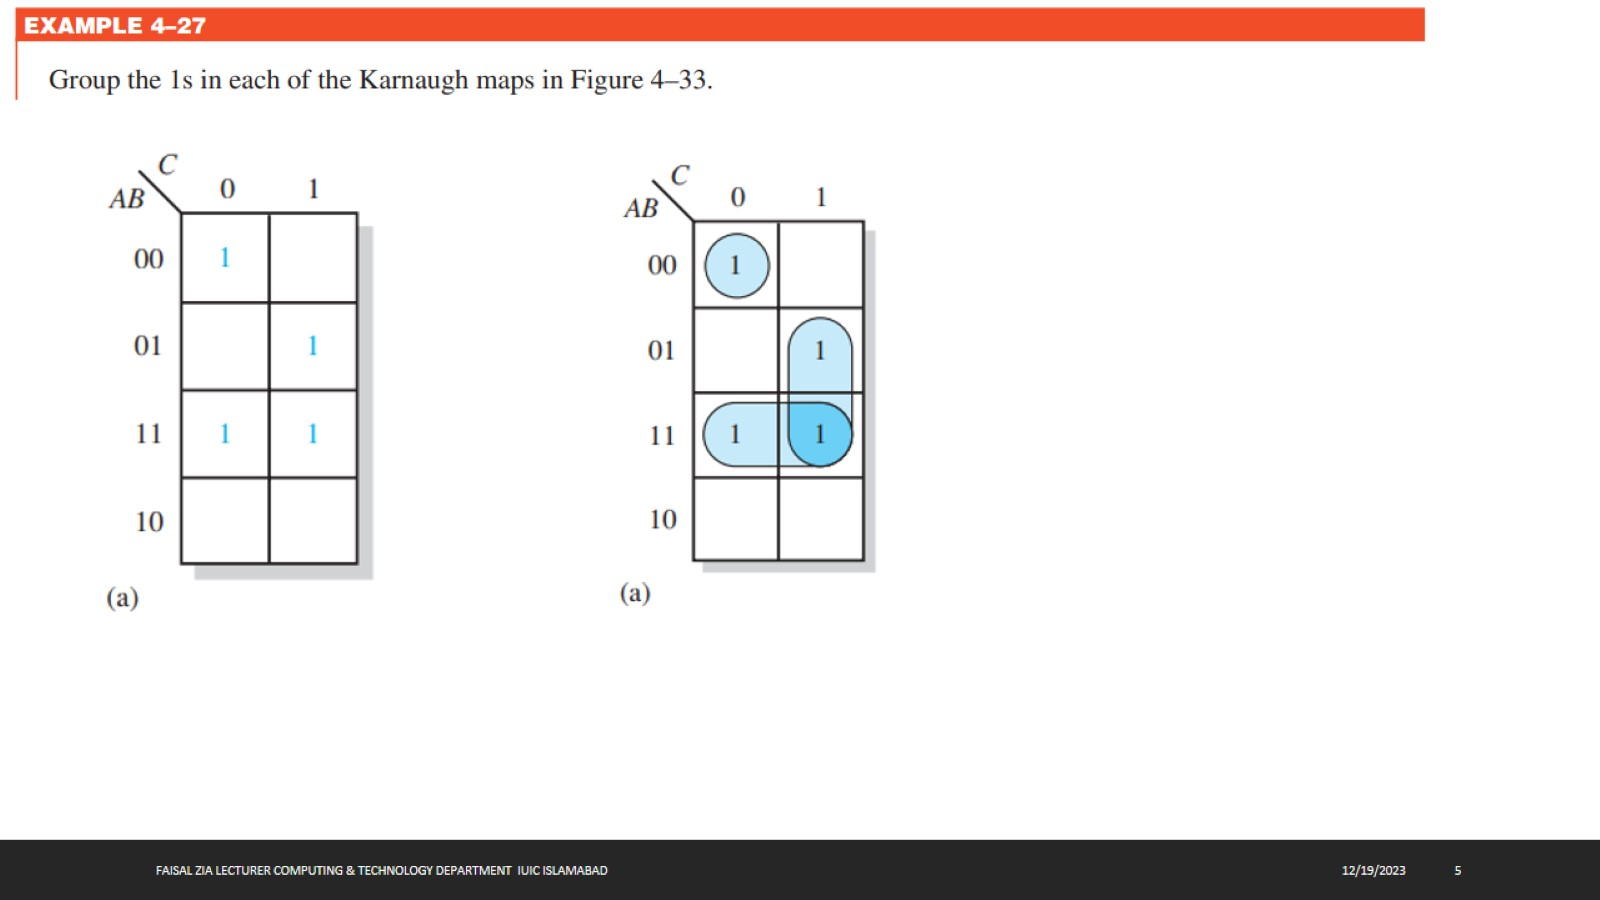 EXAMPLE 4–27
Group the 1s in each of the Karnaugh maps in Figure 4–33.
C
AB 0 1
00 1
01 1
11 1 1
10
(a)
C
AB 0 1
00 1
01 1
11 1 1
10
(a)
FAISAL ZIA LECTURER COMPUTING & TECHNOLOGY DEPARTMENT IUIC ISLAMABAD 12/19/2023 5